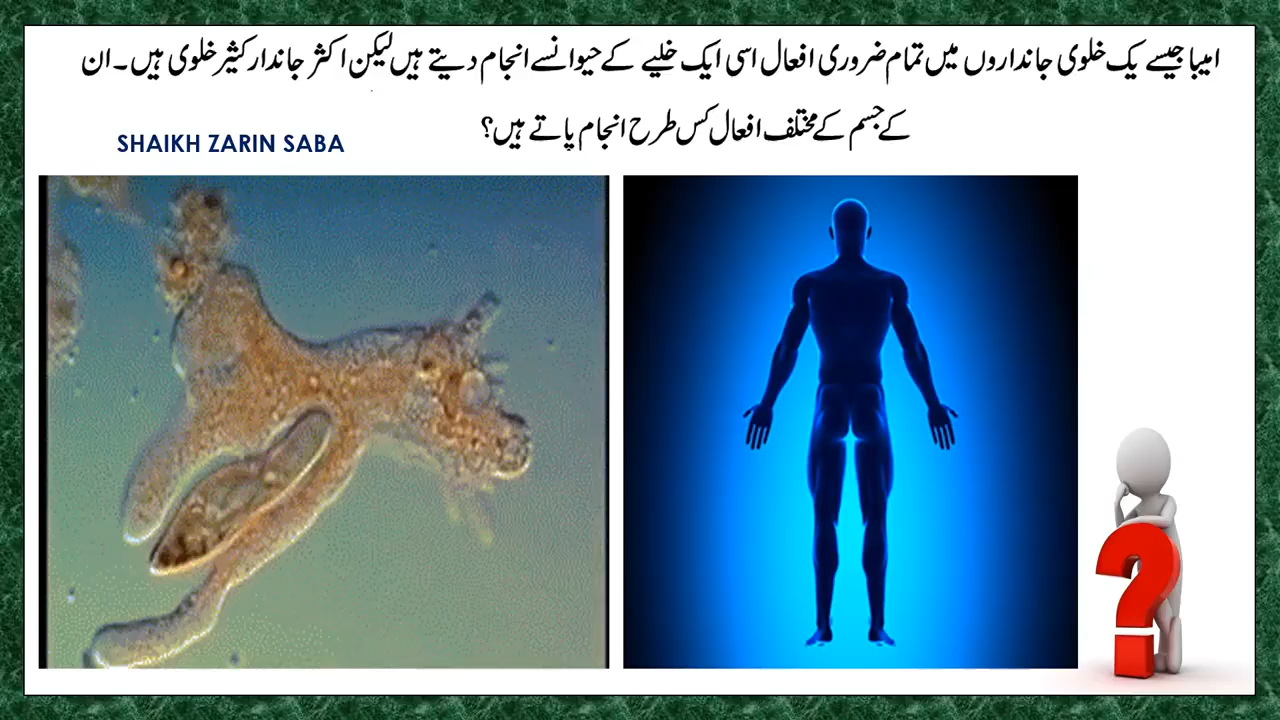 امیبا جیسے یک خلوی جانداروں میں تمام ضروری افعال اسی ایک خلیے کے حیوانسے انجام دیتے ہیں لیکن اکثر جاندار کثیر خلوی ہیں۔ ان
کے جسم کے مختلف افعال کس طرح انجام پاتے ہیں؟
SHAIKH ZARIN SABA